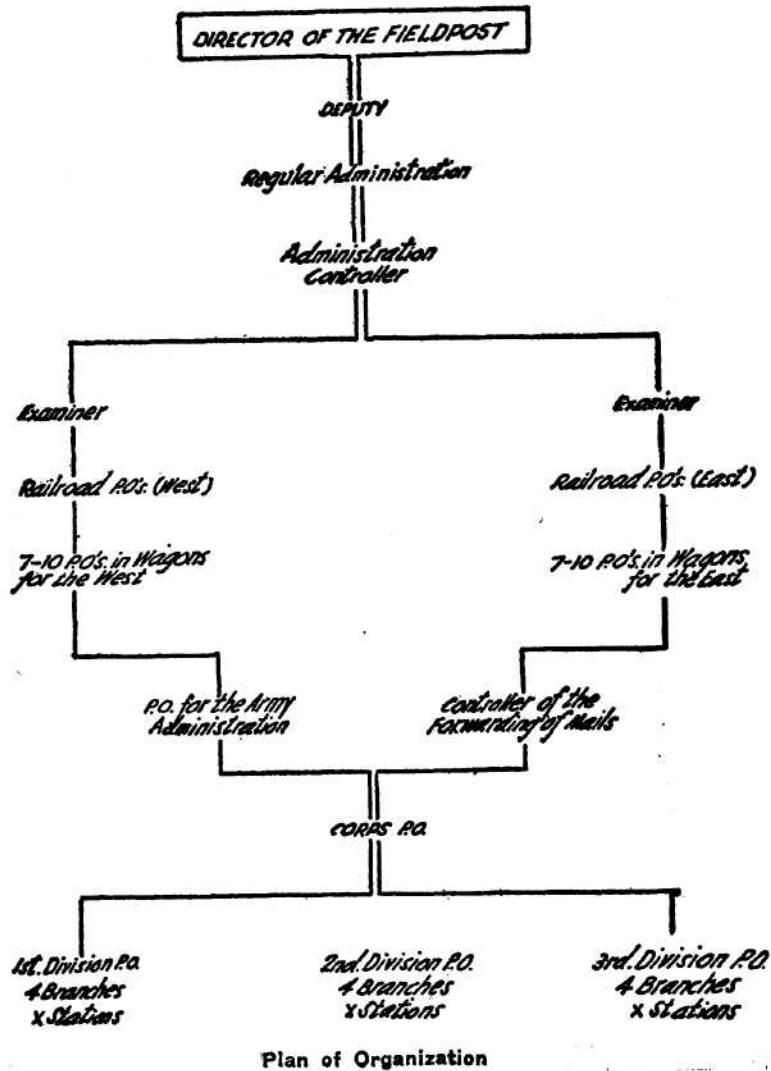 DIRECTOR OF THE FIELDPOST
DEPUTY
Regular Administration
Administration
Controller
Examiner
Examiner
Railroad P.O's. (West)
Railroad P.O's. (East)
7-10 P.O's. in Wagons
for the West
7-10 P.O's. in Wagons
for the East
P.O. for the Army
Administration
Controller of the
Forwarding of Mails
CORPS P.O.
1st. Division P.O.
4 Branches
x Stations
2nd. Division P.O.
4 Branches
x Stations
3rd. Division P.O.
4 Branches
x Stations
Plan of Organization